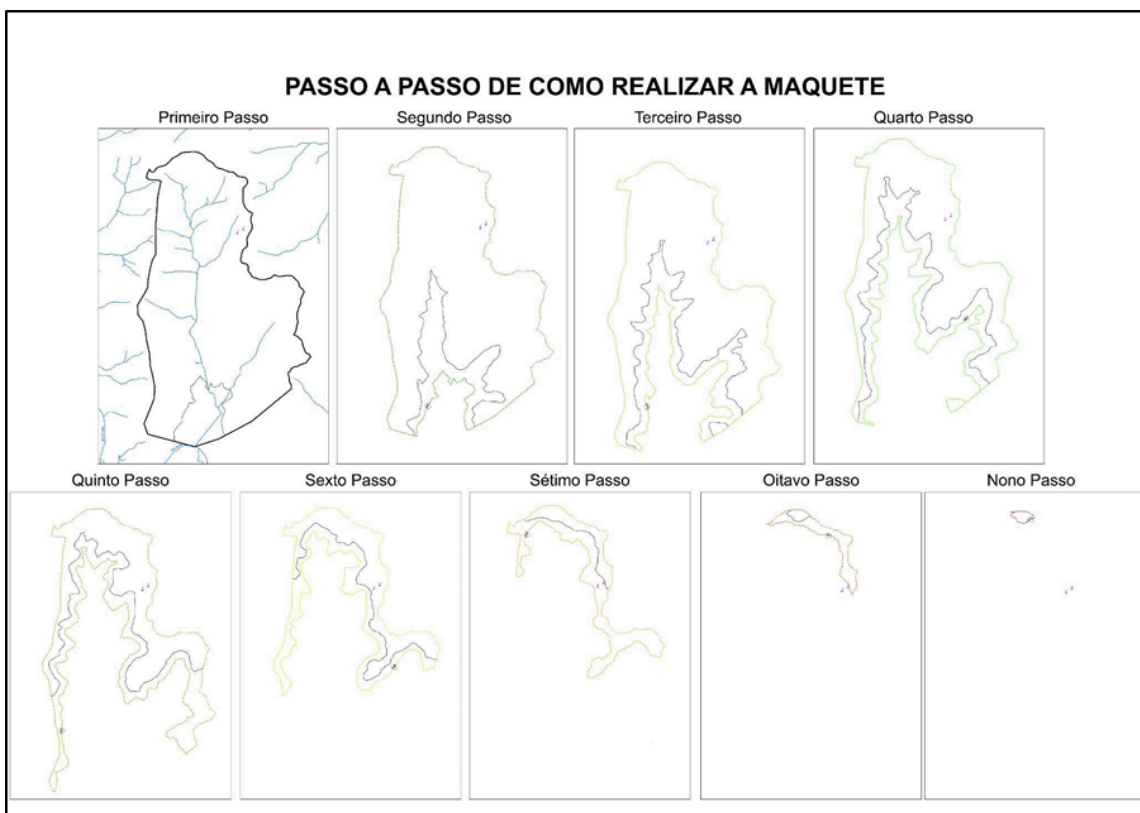 PASSO A PASSO DE COMO REALIZAR A MAQUETE
Primeiro Passo
Segundo Passo
Terceiro Passo
Quarto Passo
Quinto Passo
Sexto Passo
Sétimo Passo
Oitavo Passo
Nono Passo